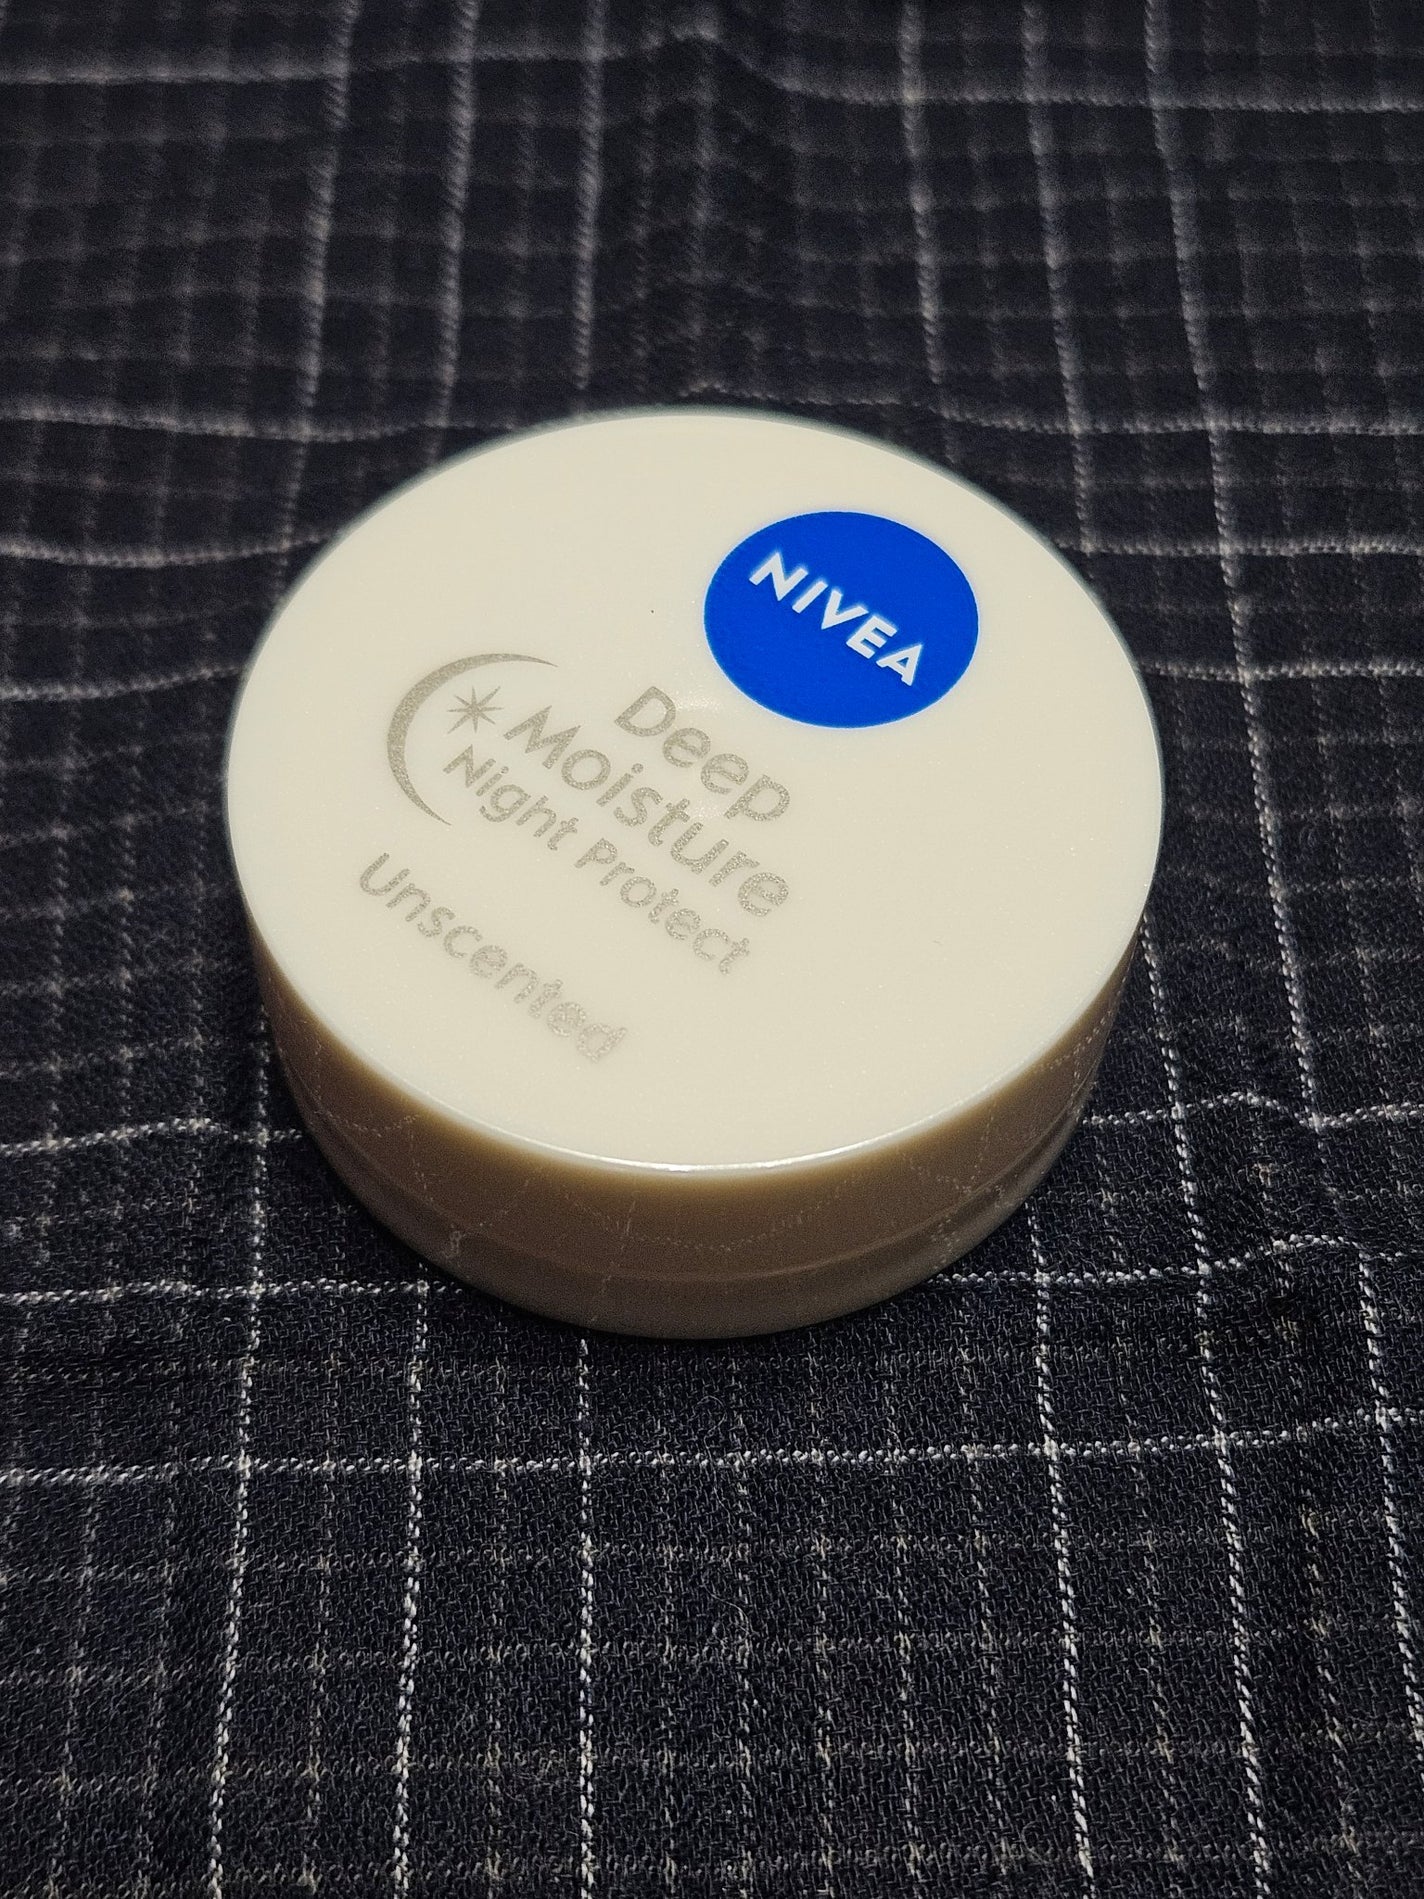 NIVEA
Deep
Moisture
Night Protect
Unscented